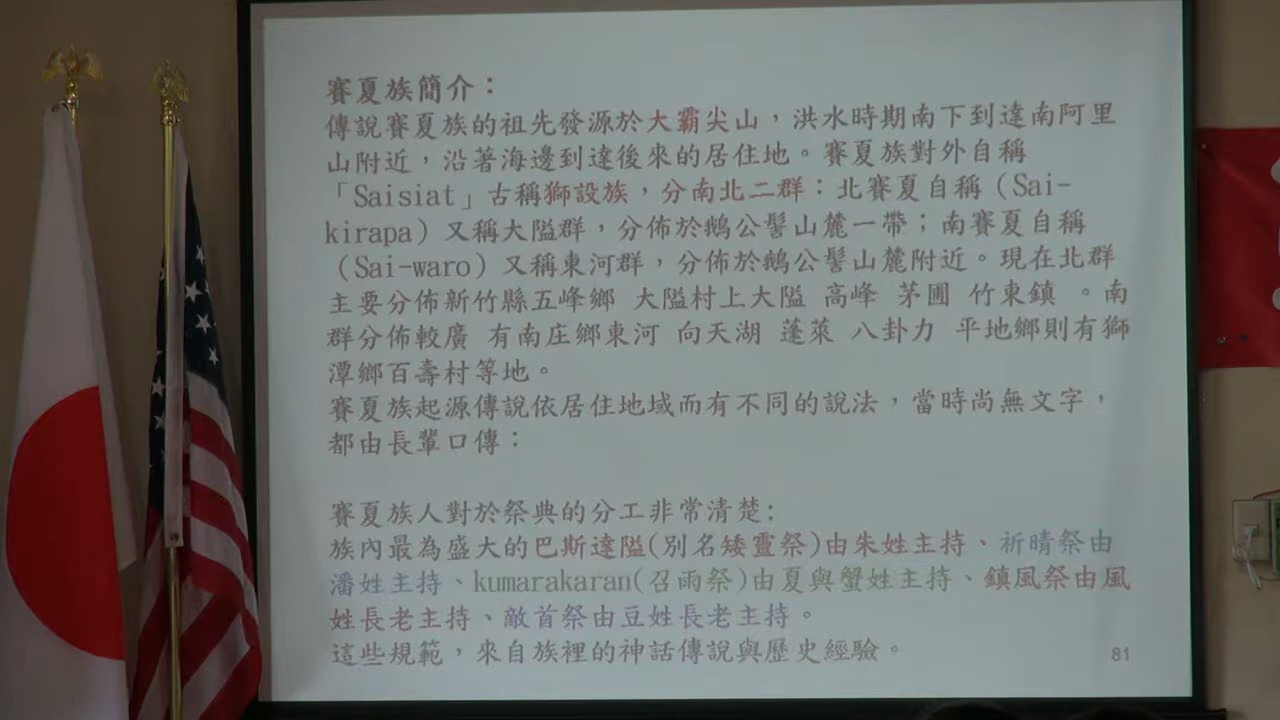 賽夏族簡介：
傳說賽夏族的祖先發源於大霸尖山，洪水時期南下到達南阿里
山附近，沿著海邊到達後來的居住地。賽夏族對外自稱
「Saisiat」古稱獅設族，分南北二群：北賽夏自稱（Sai-
kirapa）又稱大隘群，分佈於鵝公髻山麓一帶；南賽夏自稱
（Sai-waro）又稱東河群，分佈於鵝公髻山麓附近。現在北群
主要分佈新竹縣五峰鄉 大隘村上大隘 高峰 茅圃 竹東鎮 。南
群分佈較廣 有南庄鄉東河 向天湖 蓬萊 八卦力 平地鄉則有獅
潭鄉百壽村等地。
賽夏族起源傳說依居住地域而有不同的說法，當時尚無文字，
都由長輩口傳：
賽夏族人對於祭典的分工非常清楚:
族內最為盛大的巴斯達隘(別名矮靈祭)由朱姓主持、祈晴祭由
潘姓主持、kumarakaran(召雨祭)由夏與蟹姓主持、鎮風祭由風
姓長老主持、敵首祭由豆姓長老主持。
這些規範，來自族裡的神話傳說與歷史經驗。
81